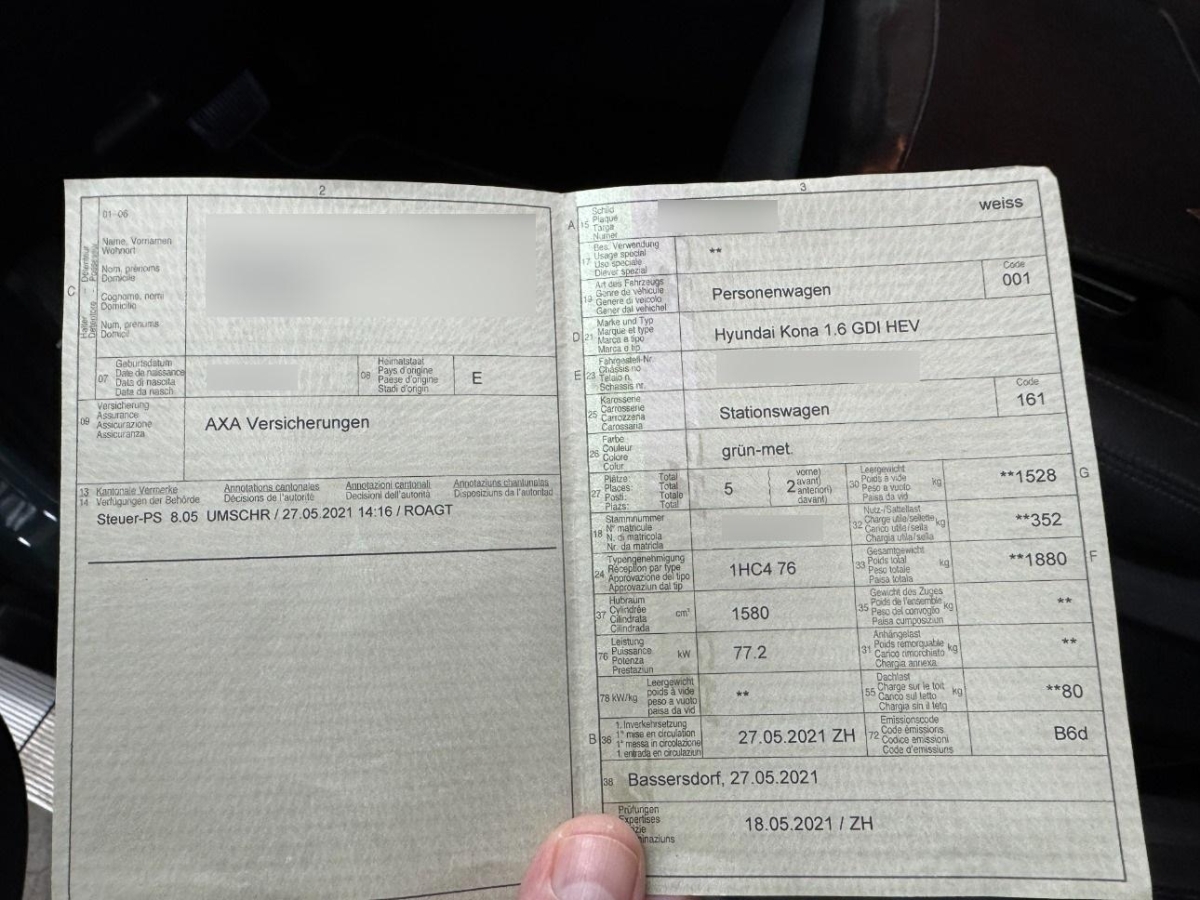 2
01-06
C
Halter - Détenteur
Detentore - Possessur
Name, Vornamen
Wohnort
Nom, prénoms
Domicile
Cognome, nomi
Domicilio
Num, prenums
Domicil
07
Geburtsdatum
Date de naissance
Data di nascita
Data da nasch.
08
Heimatstaat
Pays d'origine
Paese d'origine
Stadi d'origin
E
09
Versicherung
Assurance
Assicurazione
Assicuranza
AXA Versicherungen
13 Kantonale Vermerke Annotations cantonales Annotazioni cantonali Annotaziuns chantunalas
14 Verfügungen der Behörde Décisions de l'autorité Decisioni dell'autorità Disposiziuns da l'autoritad
Steuer-PS 8.05 UMSCHR / 27.05.2021 14:16 / ROAGT
3
A 15
Schild
Plaque
Targa
Numer
weiss
17
Bes. Verwendung
Usage spécial
Uso speciale
Diever spezial
**
19
Art des Fahrzeugs
Genre de véhicule
Genere di veicolo
Gener dal vehichel
Personenwagen
Code
001
D 21
Marke und Typ
Marque et type
Marca e tipo
Marca e tip
Hyundai Kona 1.6 GDI HEV
E 23
Fahrgestell-Nr.
Châssis no
Telaio n.
Schassis nr.
25
Karosserie
Carrosserie
Carrozzeria
Carossaria
Stationswagen
Code
161
26
Farbe
Couleur
Colore
Colur
grün-met.
27
Plätze: Total
Places: Total
Posti: Totale
Plazs: Total
5
2
vorne)
avant)
anteriori)
davant)
30
Leergewicht
Poids à vide
Peso a vuoto
Paisa da vid
kg
**1528
G
18
Stammnummer
N° matricule
N. di matricola
Nr. da matricla
32
Nutz-/Sattellast
Charge utile/sellette
Carico utile/sella
Chargia utila/sella
kg
**352
24
Typengenehmigung
Réception par type
Approvazione del tipo
Approvaziun dal tip
1HC4 76
33
Gesamtgewicht
Poids total
Peso totale
Paisa totala
kg
**1880
F
37
Hubraum
Cylindrée
Cilindrata
Cilindrada
cm³
1580
35
Gewicht des Zuges
Poids de l'ensemble
Peso del convoglio
Paisa cumposiziun
kg
**
76
Leistung
Puissance
Potenza
Prestaziun
kW
77.2
31
Anhängelast
Poids remorquable
Carico rimorchiato
Chargia annexa
kg
**
78 kW/kg
Leergewicht
poids à vide
peso a vuoto
paisa da vid
**
55
Dachlast
Charge sur le toit
Carico sul tetto
Chargia sin il tetg
kg
**80
B 36
1. Inverkehrsetzung
1re mise en circulation
1a messa in circolazione
1. entrada en circulaziun
27.05.2021 ZH
72
Emissionscode
Code émissions
Codice emissioni
Code d'emissiuns
B6d
38
Bassersdorf, 27.05.2021
Prüfungen
Expertises
18.05.2021 / ZH